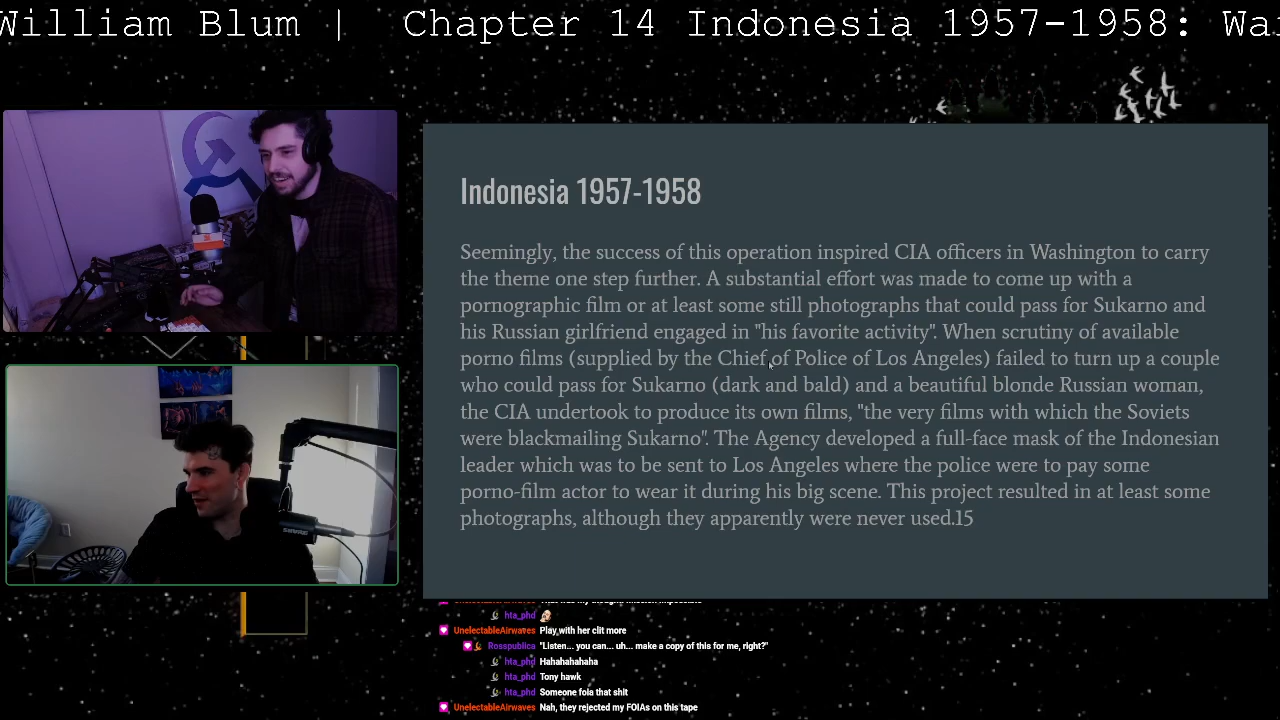 William Blum | Chapter 14 Indonesia 1957-1958: Wa
Indonesia 1957-1958
Seemingly, the success of this operation inspired CIA officers in Washington to carry
the theme one step further. A substantial effort was made to come up with a
pornographic film or at least some still photographs that could pass for Sukarno and
his Russian girlfriend engaged in "his favorite activity". When scrutiny of available
porno films (supplied by the Chief of Police of Los Angeles) failed to turn up a couple
who could pass for Sukarno (dark and bald) and a beautiful blonde Russian woman,
the CIA undertook to produce its own films, "the very films with which the Soviets
were blackmailing Sukarno". The Agency developed a full-face mask of the Indonesian
leader which was to be sent to Los Angeles where the police were to pay some
porno-film actor to wear it during his big scene. This project resulted in at least some
photographs, although they apparently were never used.15
hta_phd
UnelectableAirwaves Play with her clit more
Rosspublica "Listen... you can... uh... make a copy of this for me, right?"
hta_phd Hahahahahaha
hta_phd Tony hawk
hta_phd Someone foia that shit
UnelectableAirwaves Nah, they rejected my FOIAs on this tape
SHURE